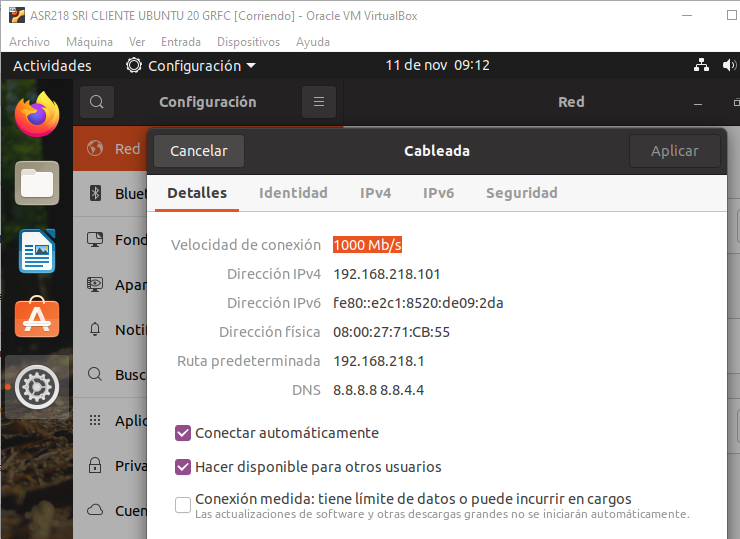 ASR218 SRI CLIENTE UBUNTU 20 GRFC [Corriendo] - Oracle VM VirtualBox
Archivo Máquina Ver Entrada Dispositivos Ayuda
Actividades Configuración 11 de nov 09:12
Configuración Red
Red
Cancelar Cableada Aplicar
Detalles Identidad IPv4 IPv6 Seguridad
Bluet
Fond
Apar
Notif
Busc
Aplic
Priva
Cuen
Velocidad de conexión 1000 Mb/s
Dirección IPv4 192.168.218.101
Dirección IPv6 fe80::e2c1:8520:de09:2da
Dirección física 08:00:27:71:CB:55
Ruta predeterminada 192.168.218.1
DNS 8.8.8.8 8.8.4.4
Conectar automáticamente
Hacer disponible para otros usuarios
Conexión medida: tiene límite de datos o puede incurrir en cargos
Las actualizaciones de software y otras descargas grandes no se iniciarán automáticamente.